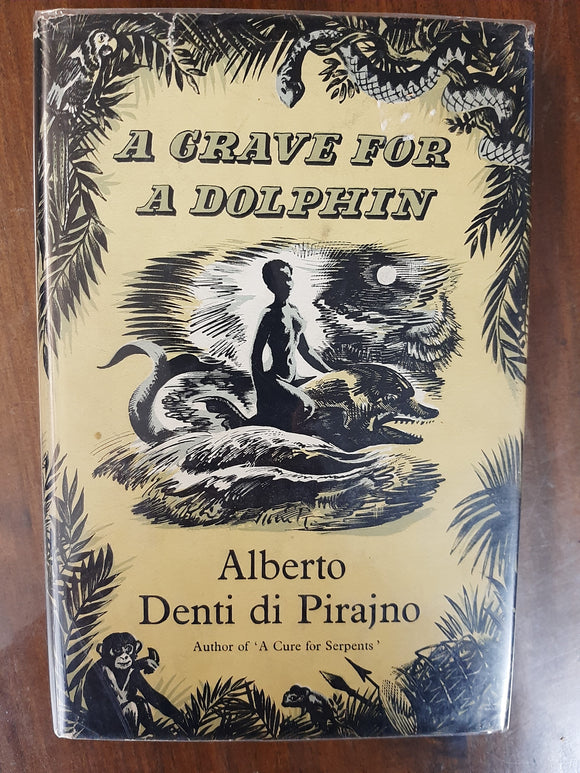 A GRAVE FOR
A DOLPHIN
Alberto
Denti di Pirajno
Author of 'A Cure for Serpents'